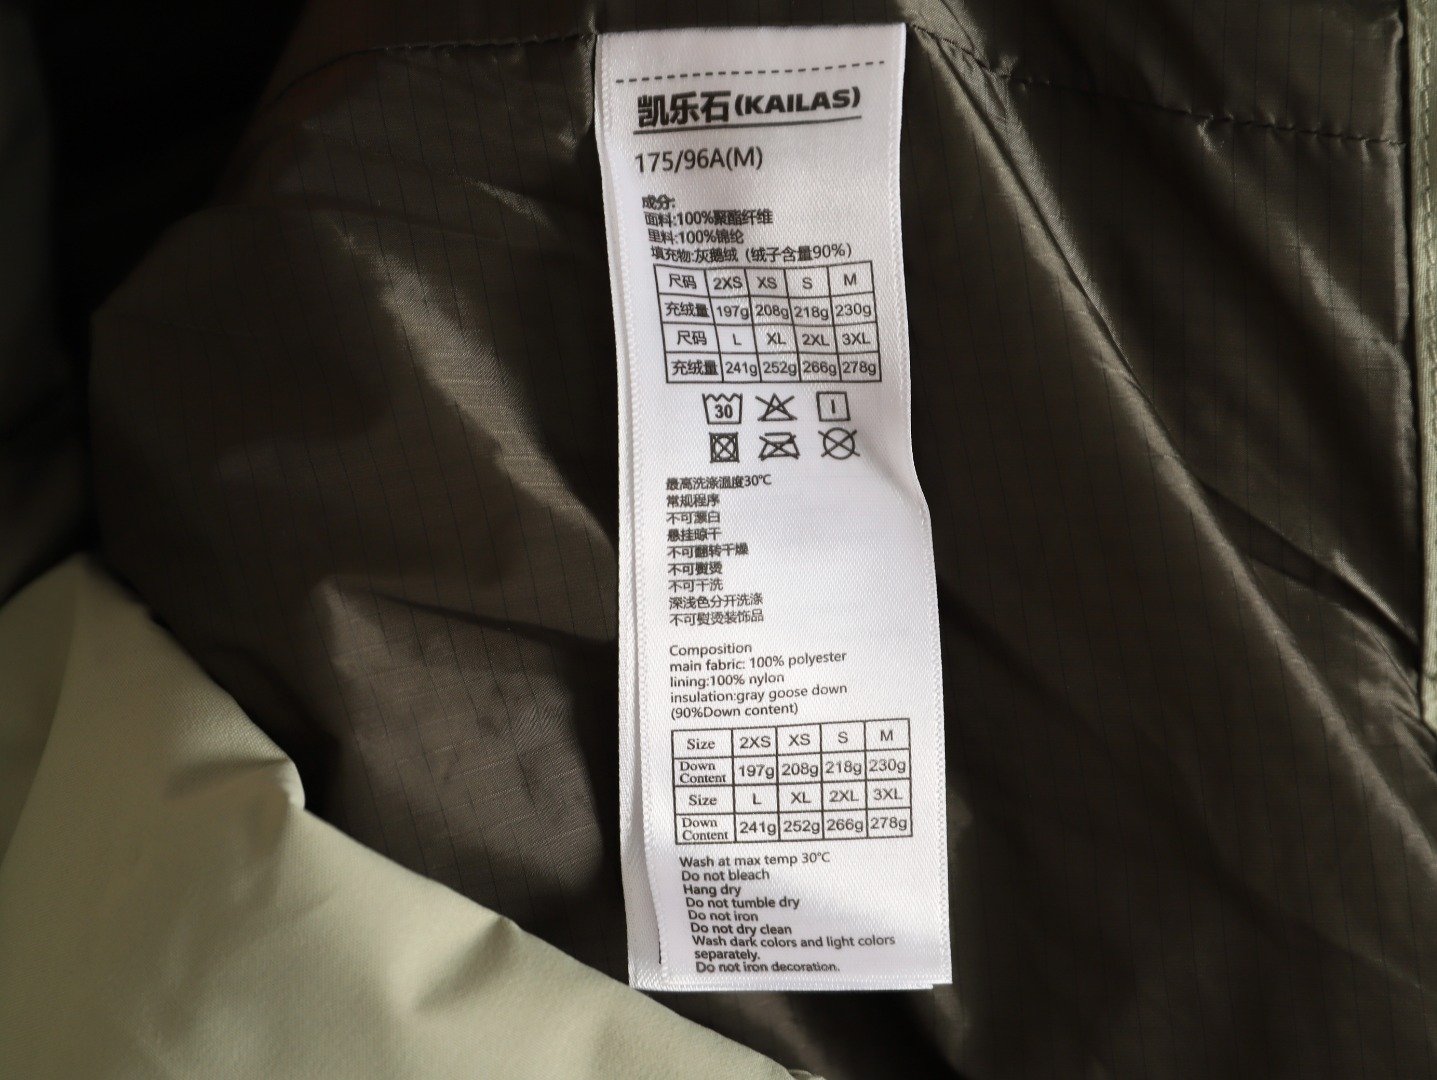 凯乐石(KAILAS)
175/96A(M)
成分:
面料:100%聚酯纤维
里料:100%锦纶
填充物:灰鹅绒（绒子含量90%）
尺码 2XS XS S M
充绒量 197g 208g 218g 230g
尺码 L XL 2XL 3XL
充绒量 241g 252g 266g 278g
30
最高洗涤温度30℃
常规程序
不可漂白
悬挂晾干
不可翻转干燥
不可熨烫
不可干洗
深浅色分开洗涤
不可熨烫装饰品
Composition
main fabric: 100% polyester
lining:100% nylon
insulation:gray goose down
(90%Down content)
Size 2XS XS S M
Down Content 197g 208g 218g 230g
Size L XL 2XL 3XL
Down Content 241g 252g 266g 278g
Wash at max temp 30℃
Do not bleach
Hang dry
Do not tumble dry
Do not iron
Do not dry clean
Wash dark colors and light colors
separately.
Do not iron decoration.